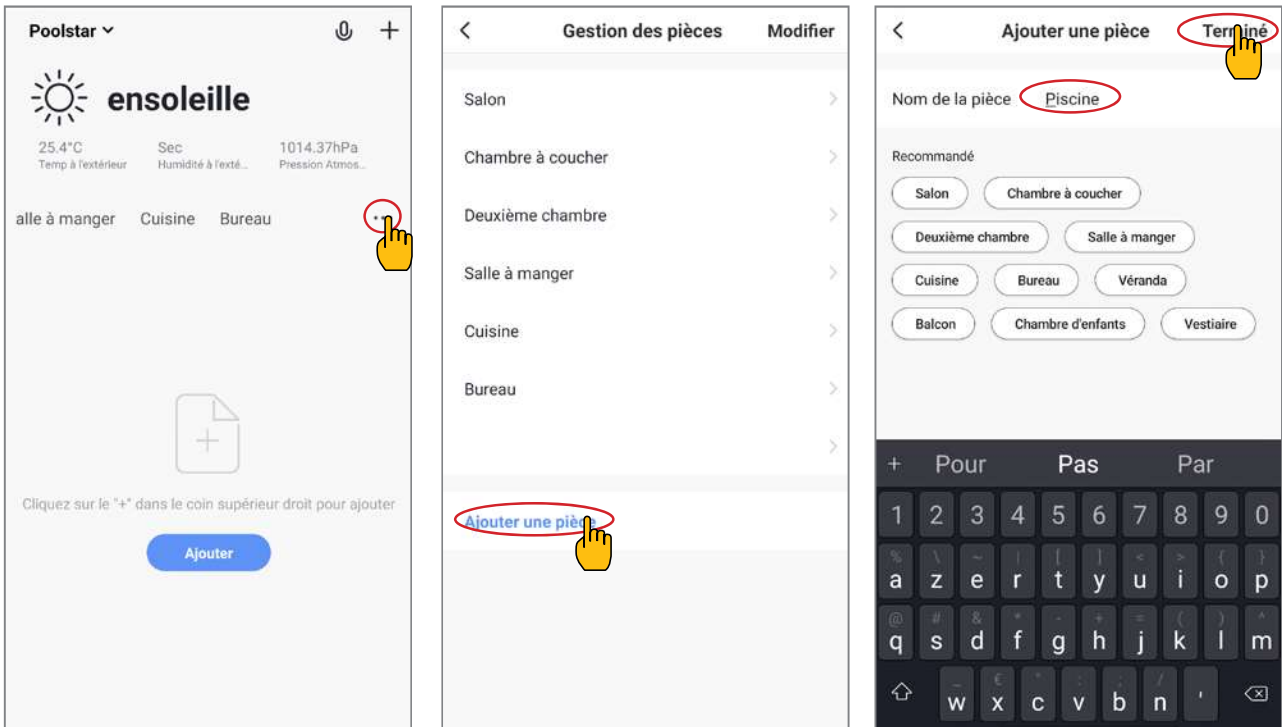 Poolstar
ensoleille
25.4°C Sec 1014.37hPa
Temp à l'extérieur Humidité à l'exté... Pression Atmos...
alle à manger Cuisine Bureau
Cliquez sur le "+" dans le coin supérieur droit pour ajouter
Ajouter
Gestion des pièces Modifier
Salon
Chambre à coucher
Deuxième chambre
Salle à manger
Cuisine
Bureau
Ajouter une pièce
Ajouter une pièce Terminé
Nom de la pièce Piscine
Recommandé
Salon Chambre à coucher
Deuxième chambre Salle à manger
Cuisine Bureau Véranda
Balcon Chambre d'enfants Vestiaire
+ Pour Pas Par
1 2 3 4 5 6 7 8 9 0
% \ ~ | [ ] < > { }
a z e r t y u i o p
@ # & * - + = ( ) ^
q s d f g h j k l m
_ € " : ; /
w x c v b n '